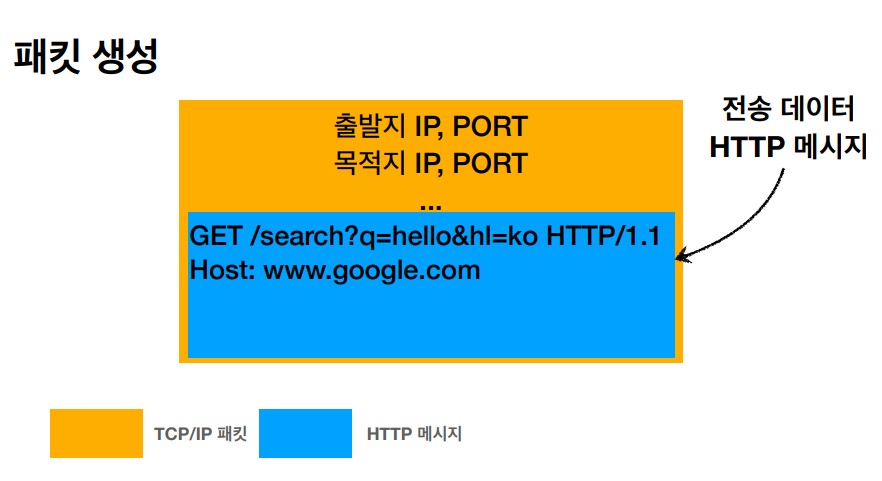 패킷 생성
출발지 IP, PORT
목적지 IP, PORT
...
전송 데이터
HTTP 메시지
GET /search?q=hello&hl=ko HTTP/1.1
Host: www.google.com
TCP/IP 패킷
HTTP 메시지